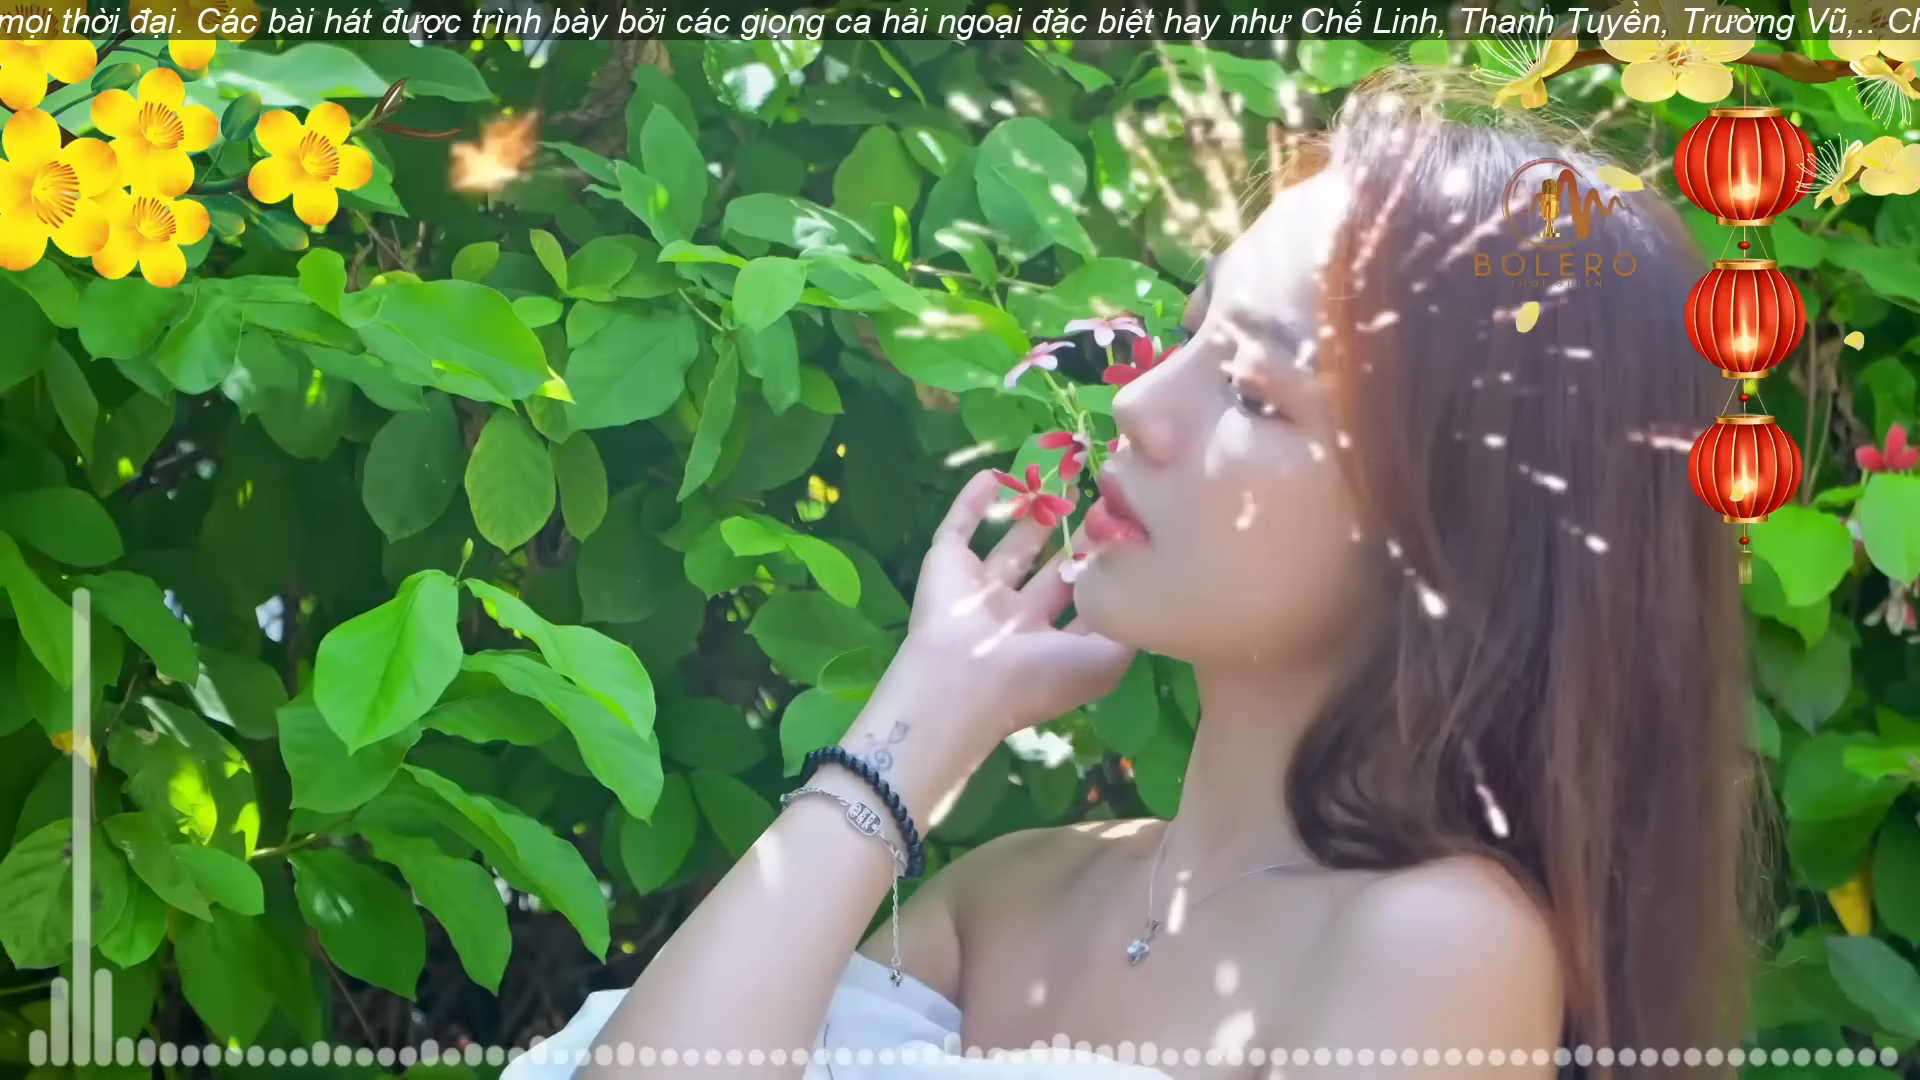 mọi thời đại. Các bài hát được trình bày bởi các giọng ca hải ngoại đặc biệt hay như Chế Linh, Thanh Tuyền, Trường Vũ,.. Ch
BOLERO